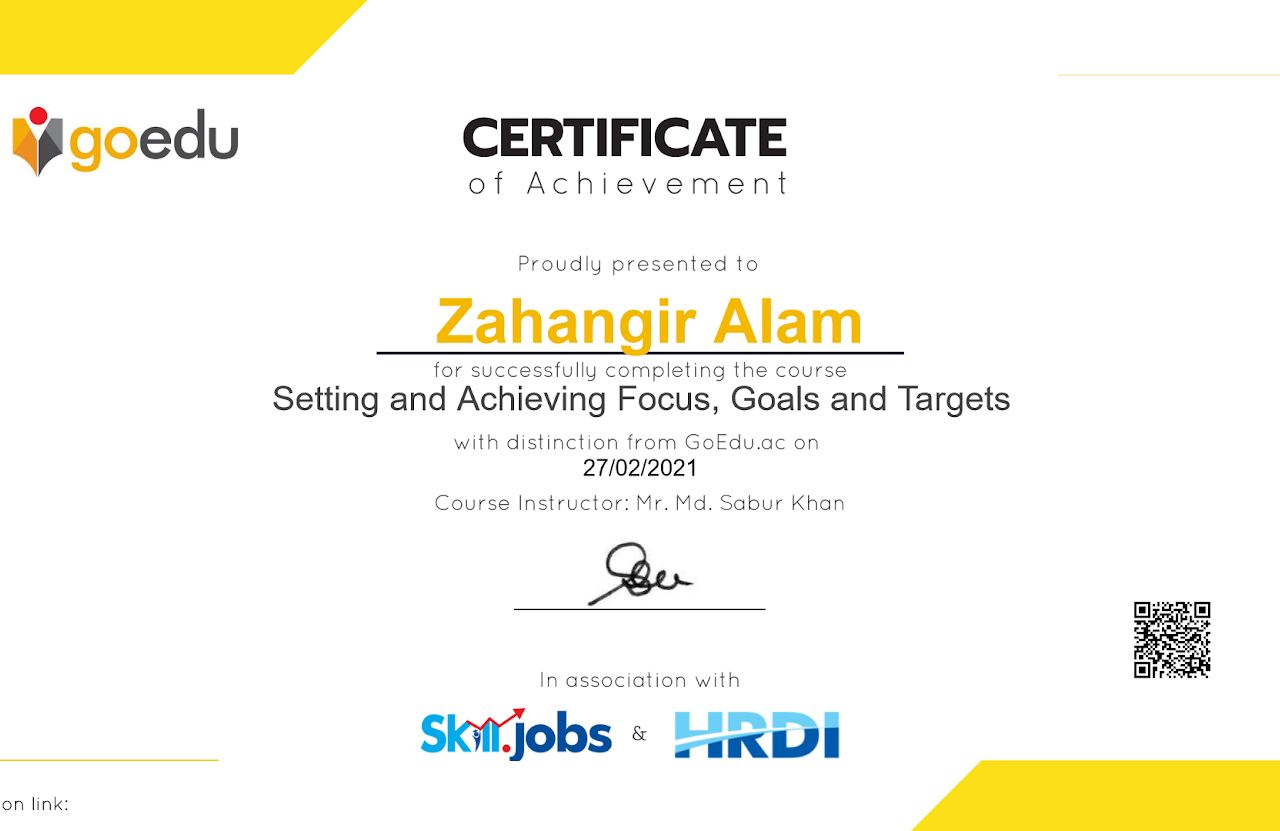 goedu
CERTIFICATE
of Achievement
Proudly presented to
Zahangir Alam
for successfully completing the course
Setting and Achieving Focus, Goals and Targets
with distinction from GoEdu.ac on
27/02/2021
Course Instructor: Mr. Md. Sabur Khan
In association with
Skill.jobs & HRDI
on link: